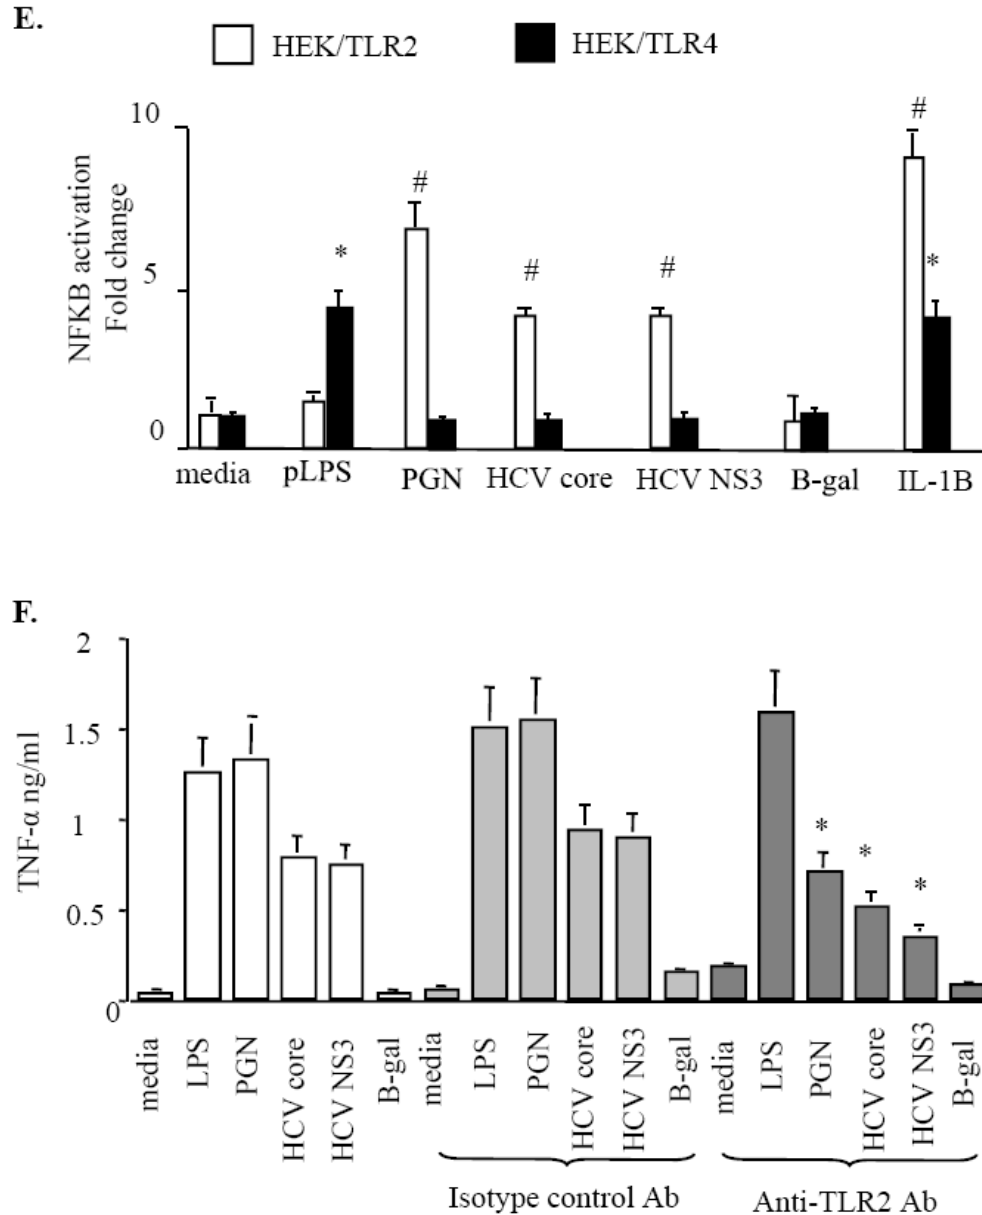 E.
HEK/TLR2 HEK/TLR4
NFKB activation
Fold change
10
5
0
#
*
#
#
#
*
media pLPS PGN HCV core HCV NS3 B-gal IL-1B
F.
TNF-α ng/ml
2
1.5
1
0.5
0
* * *
media LPS PGN HCV core HCV NS3 B-gal media LPS PGN HCV core HCV NS3 B-gal media LPS PGN HCV core HCV NS3 B-gal
Isotype control Ab Anti-TLR2 Ab